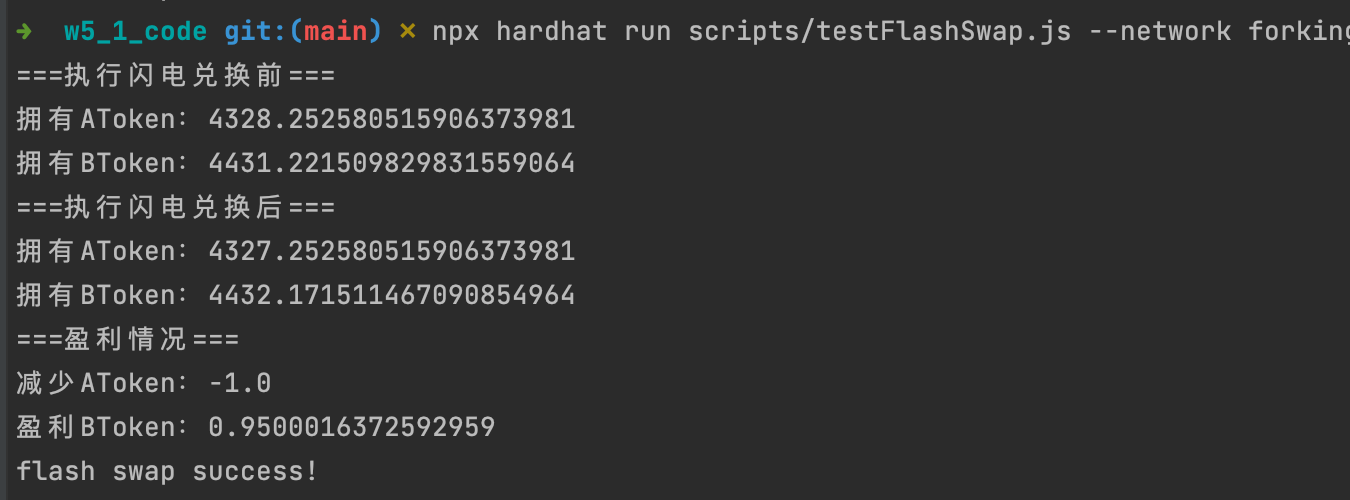 ➜  w5_1_code git:(main) ✗ npx hardhat run scripts/testFlashSwap.js --network forking
===执行闪电兑换前===
拥有AToken: 4328.252580515906373981
拥有BToken: 4431.221509829831559064
===执行闪电兑换后===
拥有AToken: 4327.252580515906373981
拥有BToken: 4432.171511467090854964
===盈利情况===
减少AToken: -1.0
盈利BToken: 0.9500016372592959
flash swap success!